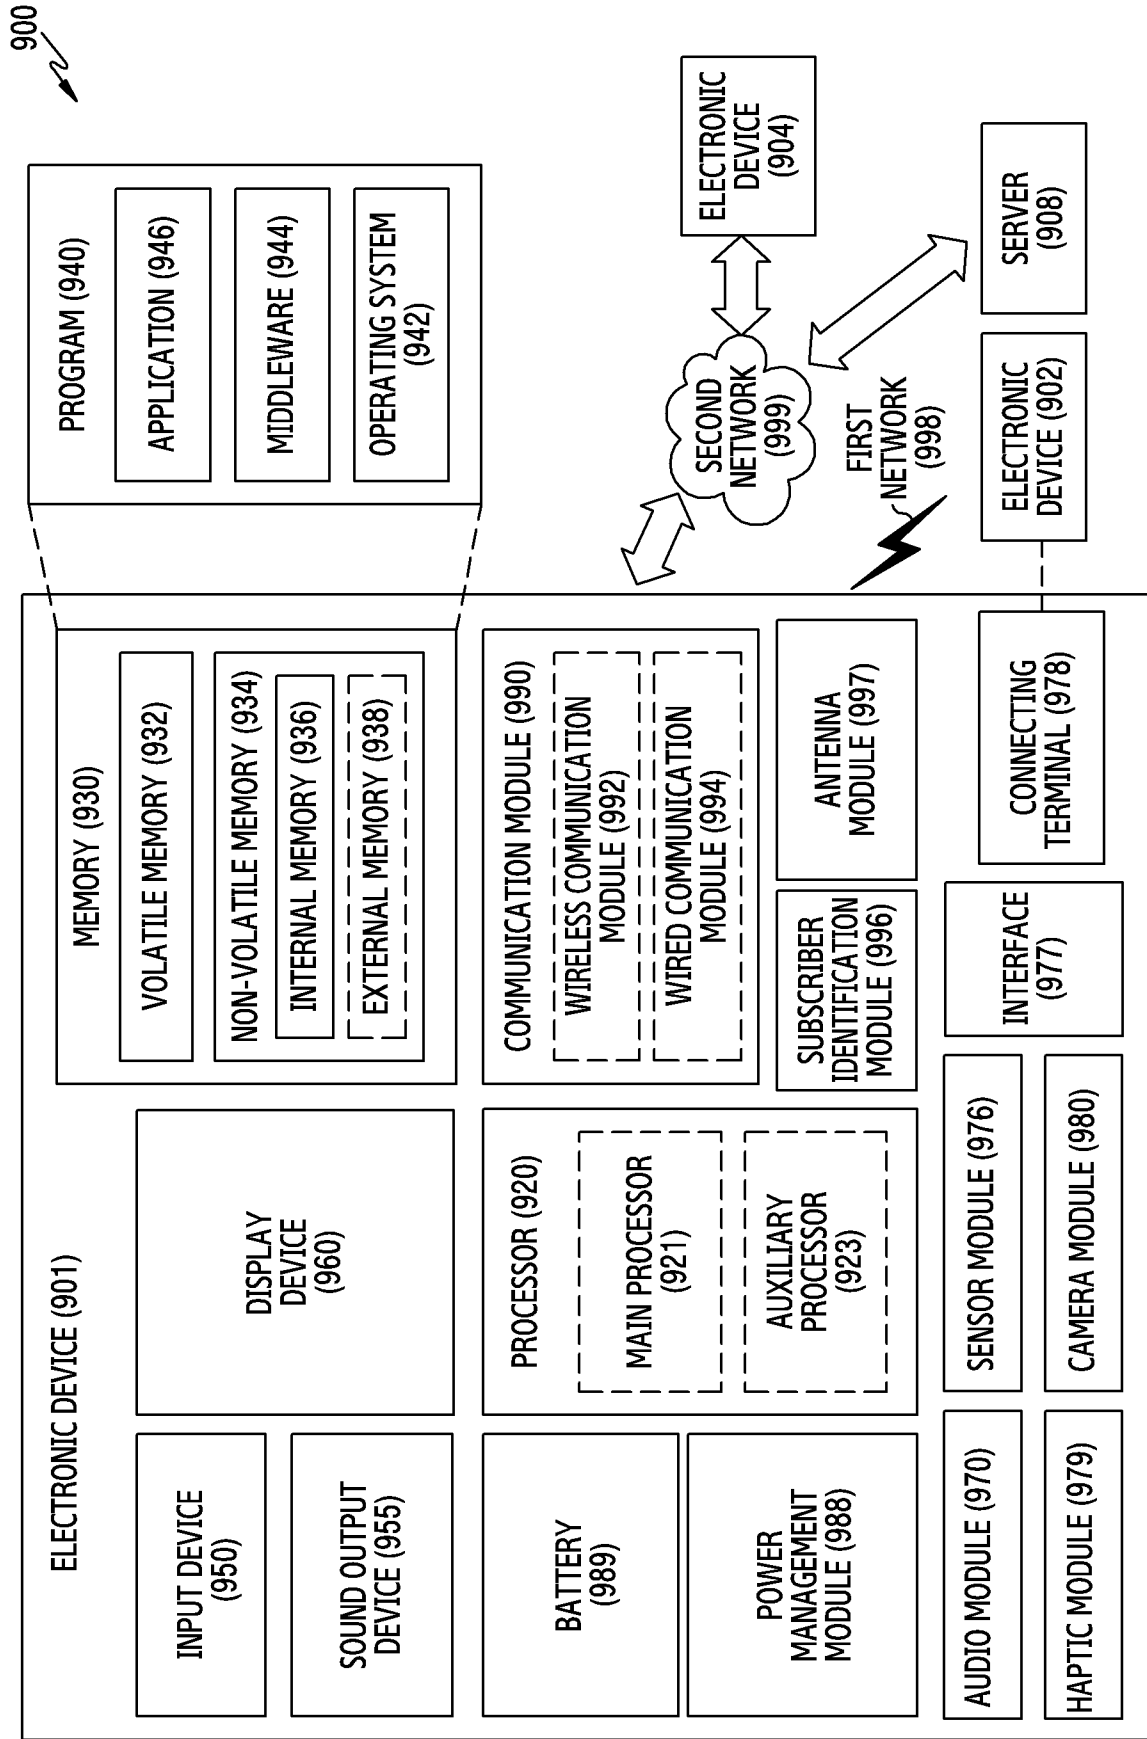 900
ELECTRONIC DEVICE (901)
INPUT DEVICE
(950)
SOUND OUTPUT
DEVICE (955)
DISPLAY
DEVICE
(960)
MEMORY (930)
VOLATILE MEMORY (932)
NON-VOLATILE MEMORY (934)
INTERNAL MEMORY (936)
EXTERNAL MEMORY (938)
PROGRAM (940)
APPLICATION (946)
MIDDLEWARE (944)
OPERATING SYSTEM
(942)
BATTERY
(989)
POWER
MANAGEMENT
MODULE (988)
PROCESSOR (920)
MAIN PROCESSOR
(921)
AUXILIARY
PROCESSOR
(923)
COMMUNICATION MODULE (990)
WIRELESS COMMUNICATION
MODULE (992)
WIRED COMMUNICATION
MODULE (994)
SUBSCRIBER
IDENTIFICATION
MODULE (996)
ANTENNA
MODULE (997)
SECOND
NETWORK
(999)
ELECTRONIC
DEVICE
(904)
FIRST
NETWORK
(998)
AUDIO MODULE (970)
SENSOR MODULE (976)
INTERFACE
(977)
CONNECTING
TERMINAL (978)
ELECTRONIC
DEVICE (902)
SERVER
(908)
HAPTIC MODULE (979)
CAMERA MODULE (980)